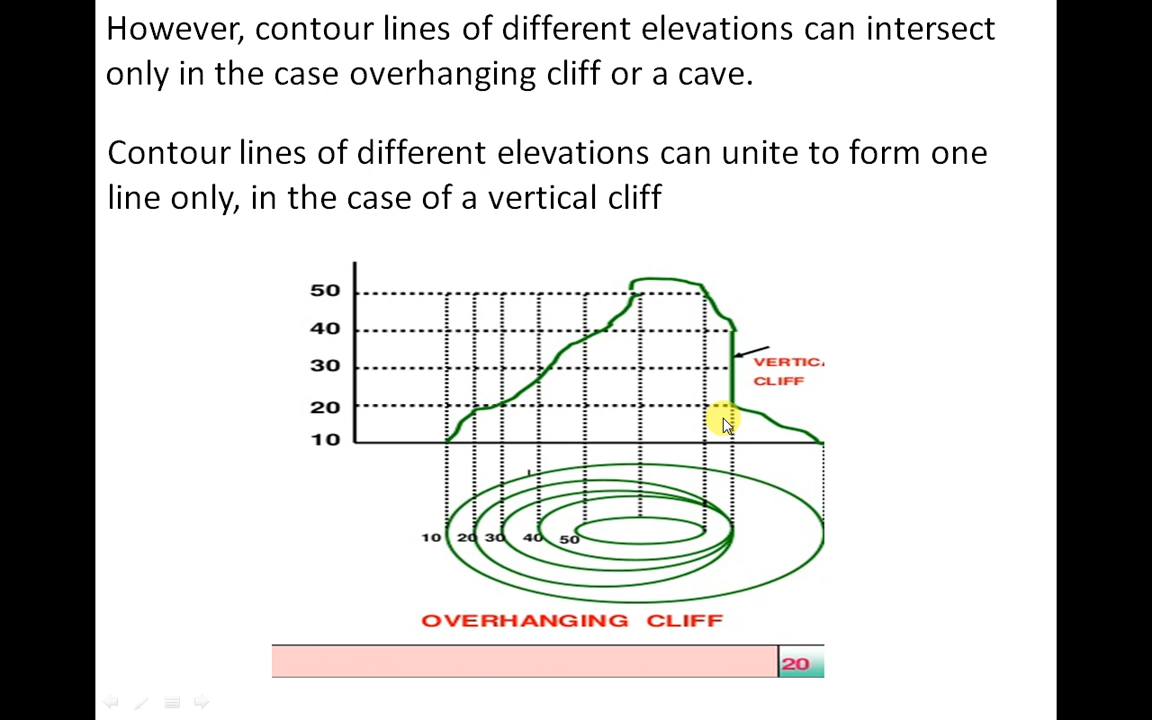 However, contour lines of different elevations can intersect
only in the case overhanging cliff or a cave.
Contour lines of different elevations can unite to form one
line only, in the case of a vertical cliff
50
40
30
20
10
VERTICA
CLIFF
10 20 30 40 50
OVERHANGING CLIFF
20